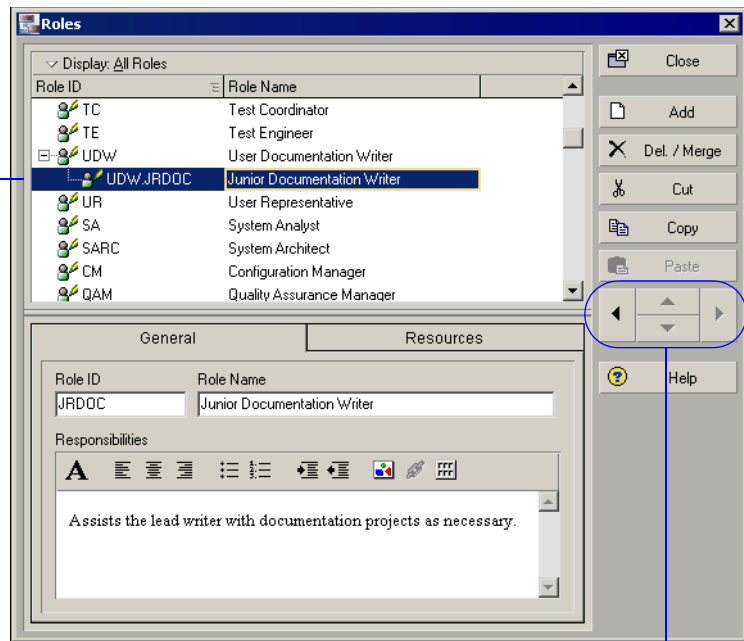 Roles
Display: All Roles
Close
Role ID Role Name
TC Test Coordinator
Add
TE Test Engineer
UDW User Documentation Writer
Del. / Merge
UDW.JRDOC Junior Documentation Writer
Cut
UR User Representative
SA System Analyst
Copy
SARC System Architect
CM Configuration Manager
Paste
QAM Quality Assurance Manager
General Resources
Help
Role ID Role Name
JRDOC Junior Documentation Writer
Responsibilities
A
Assists the lead writer with documentation projects as necessary.